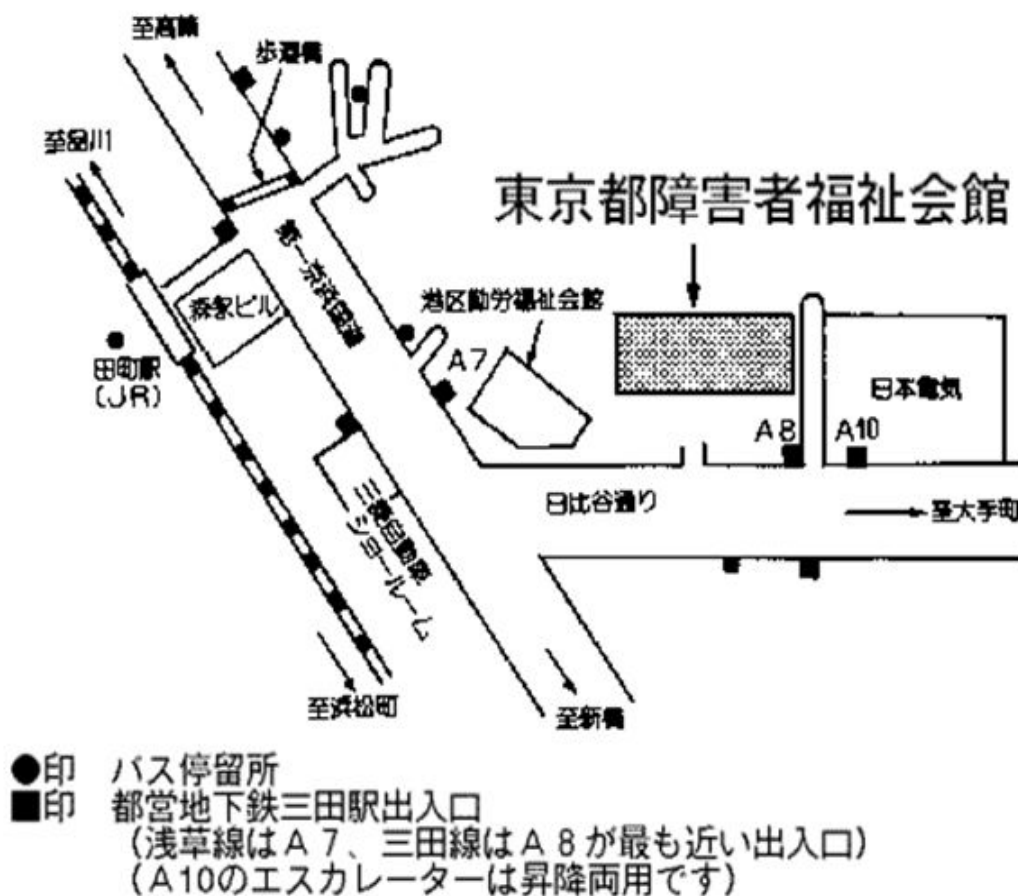 至高輪
歩道橋
至品川
東京都障害者福祉会館
第一京浜国道
港区勤労福祉会館
森永ビル
A7
田町駅
(JR)
日本電気
A8
A10
日比谷通り
至大手町
三菱自動車
ショールーム
至浜松町
至新橋
●印 バス停留所
■印 都営地下鉄三田駅出入口
(浅草線はA7、三田線はA8が最も近い出入口)
(A10のエスカレーターは昇降両用です)